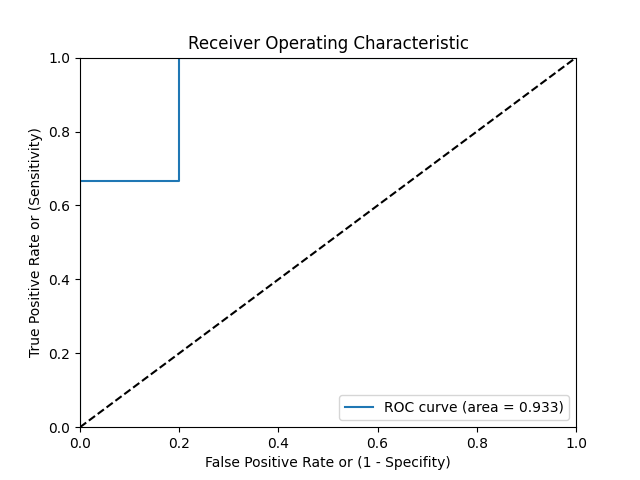 Receiver Operating Characteristic
1.0
0.8
0.6
0.4
0.2
0.0
True Positive Rate or (Sensitivity)
ROC curve (area = 0.933)
0.0 0.2 0.4 0.6 0.8 1.0
False Positive Rate or (1 - Specifity)